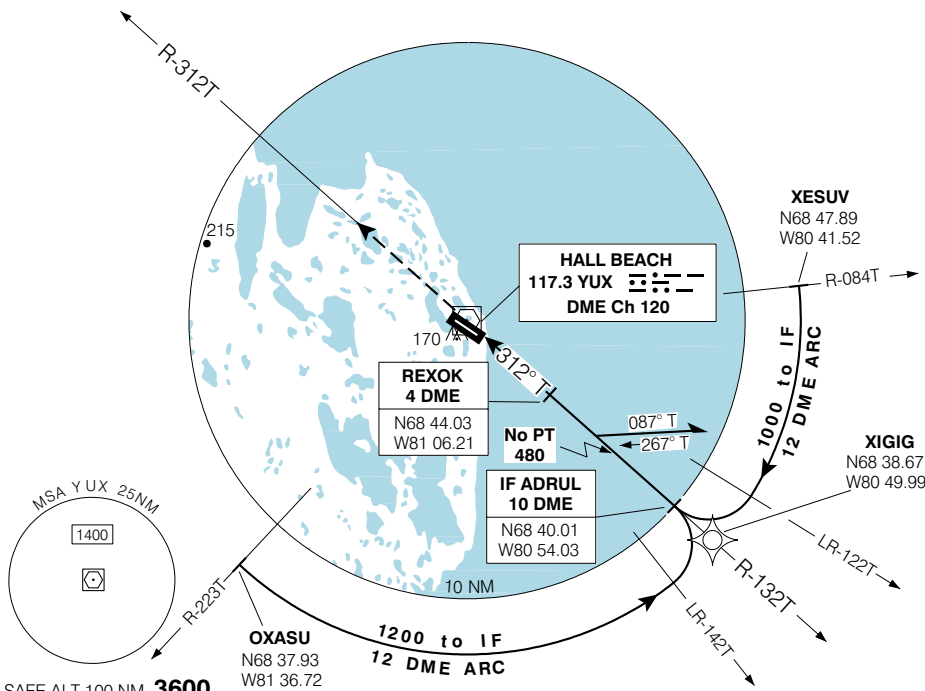 R-312T
XESUV
N68 47.89
W80 41.52
215
HALL BEACH
117.3 YUX
DME Ch 120
R-084T
170
312° T
REXOK
4 DME
N68 44.03
W81 06.21
087° T
267° T
1000 to IF
12 DME ARC
No PT
480
XIGIG
N68 38.67
W80 49.99
IF ADRUL
10 DME
N68 40.01
W80 54.03
MSA YUX 25NM
1400
LR-122T
R-132T
LR-142T
10 NM
R-223T
1200 to IF
12 DME ARC
OXASU
N68 37.93
W81 36.72
SAFE ALT 100 NM 3600